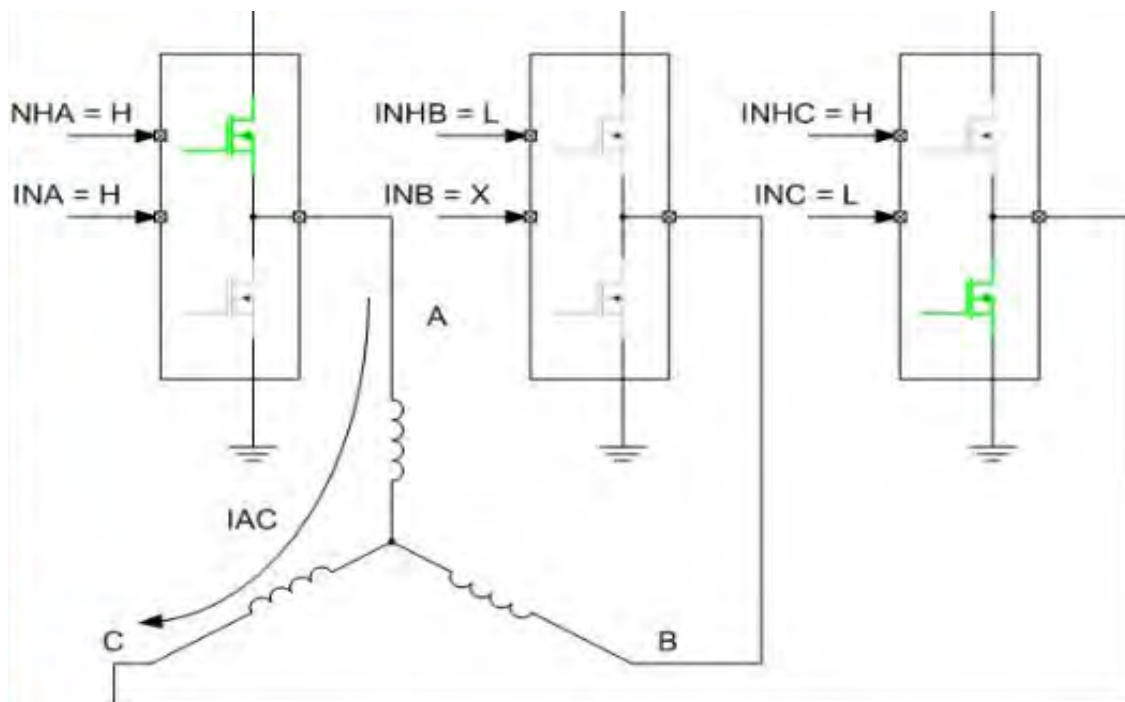 NHA = H
INHB = L
INHC = H
INA = H
INB = X
INC = L
A
IAC
C
B